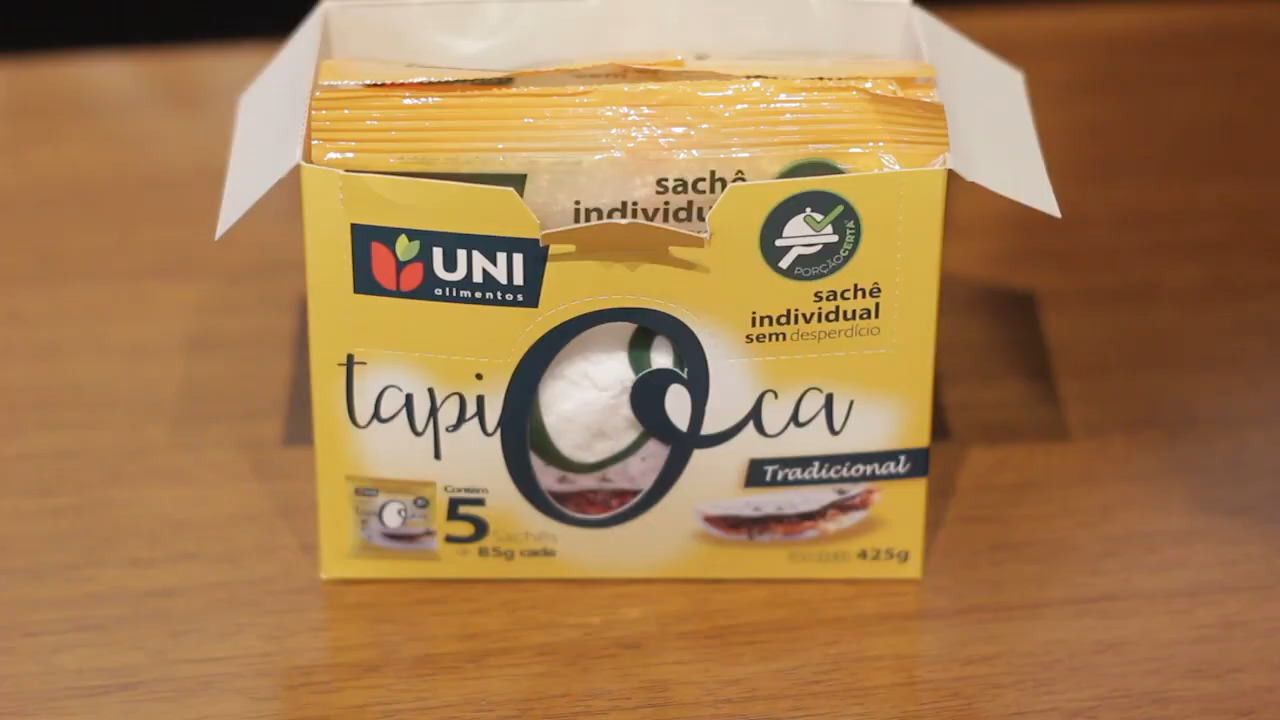 sachê
individu
UNI
alimentos
PORÇÃO CERTA
sachê
individual
sem desperdício
tapiOca
Tradicional
Contém
5
sachês
85g cada
425g